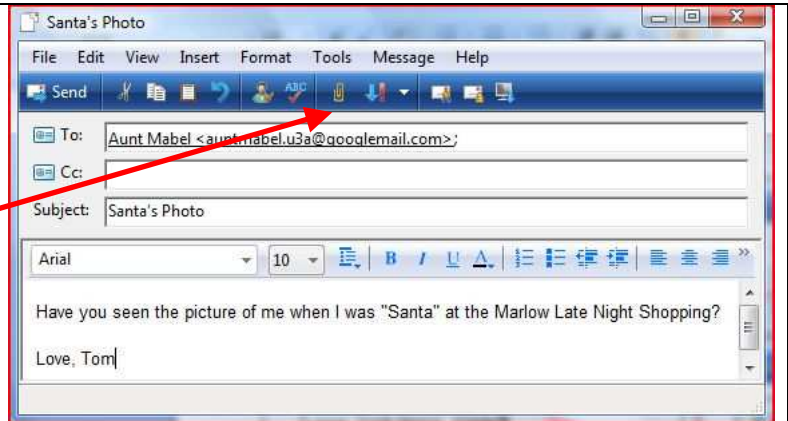 Santa's Photo
File Edit View Insert Format Tools Message Help
Send ABC
To: Aunt Mabel <auntmabel.u3a@googlemail.com>;
Cc:
Subject: Santa's Photo
Arial 10 B I U A
Have you seen the picture of me when I was "Santa" at the Marlow Late Night Shopping?
Love, Tom